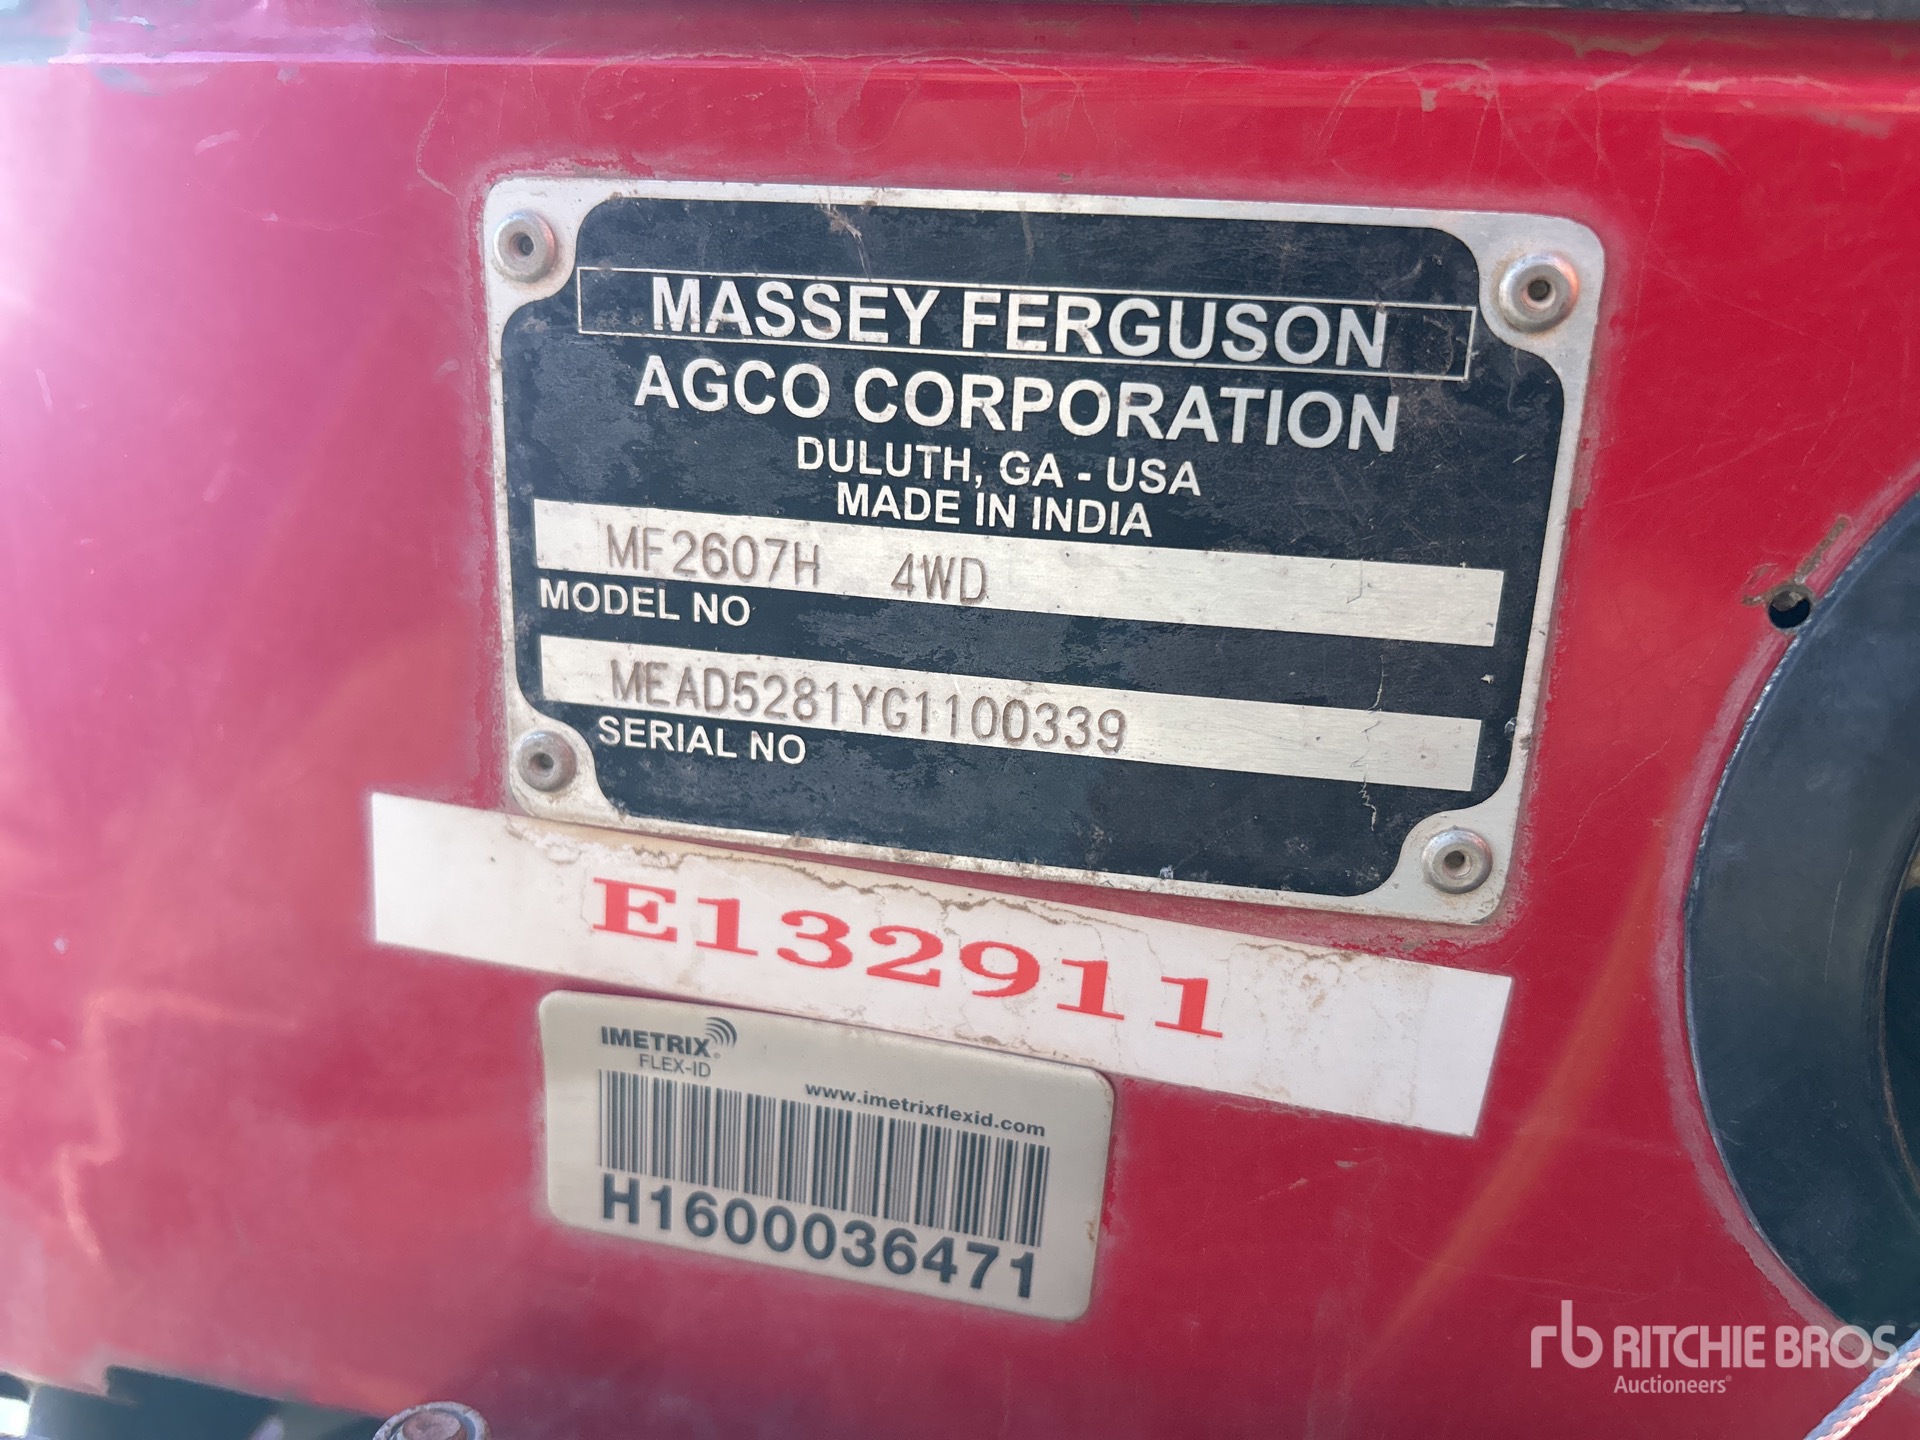 MASSEY FERGUSON
AGCO CORPORATION
DULUTH, GA - USA
MADE IN INDIA
MF2607H 4WD
MODEL NO
MEAD5281YG1100339
SERIAL NO
E132911
IMETRIX®
FLEX-ID
www.imetrixflexid.com
H1600036471
rb RITCHIE BROS
Auctioneers®